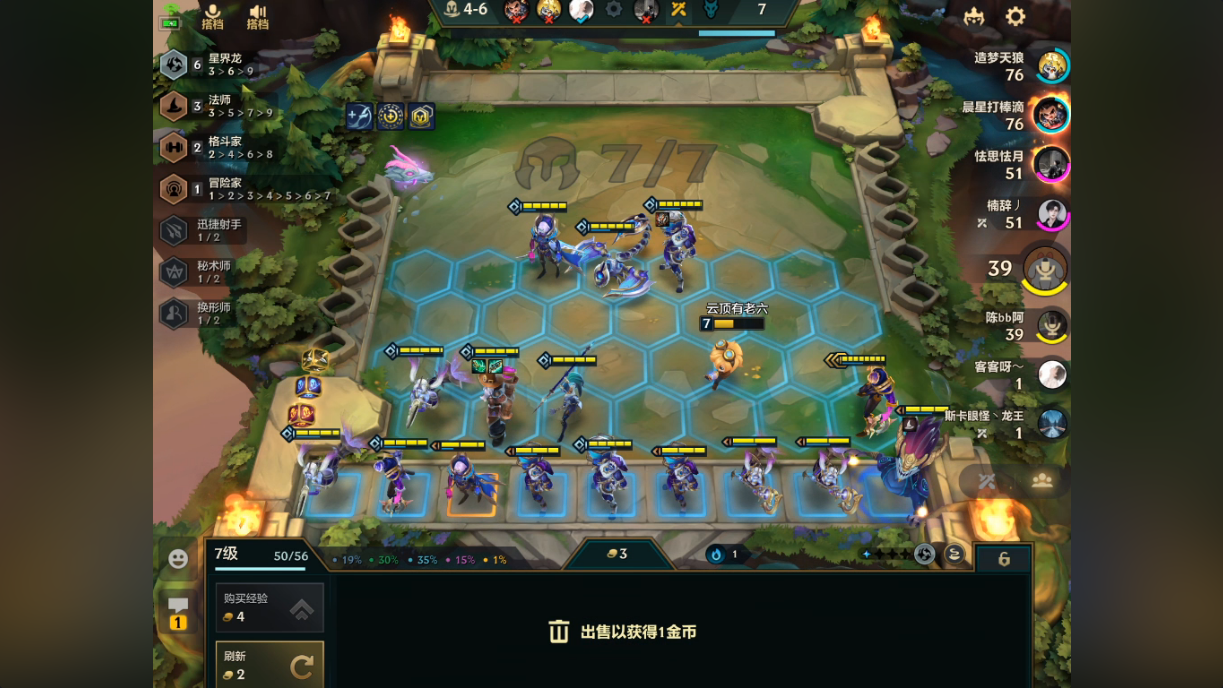 搭档
搭档
4-6
7
6 星界龙
3 > 6 > 9
3 法师
3 > 5 > 7 > 9
2 格斗家
2 > 4 > 6 > 8
1 冒险家
1 > 2 > 3 > 4 > 5 > 6 > 7
迅捷射手
1 / 2
秘术师
1 / 2
换形师
1 / 2
7/7
云顶有老六
7
造梦天狼
76
晨星打棒滴
76
怯思怯月
51
楠辞丿
51
39
陈bb阿
39
客客呀～
1
斯卡眼怪丶龙王
1
7级 50/56
19% 30% 35% 15% 1%
3
1
购买经验
4
刷新
2
1
出售以获得1金币